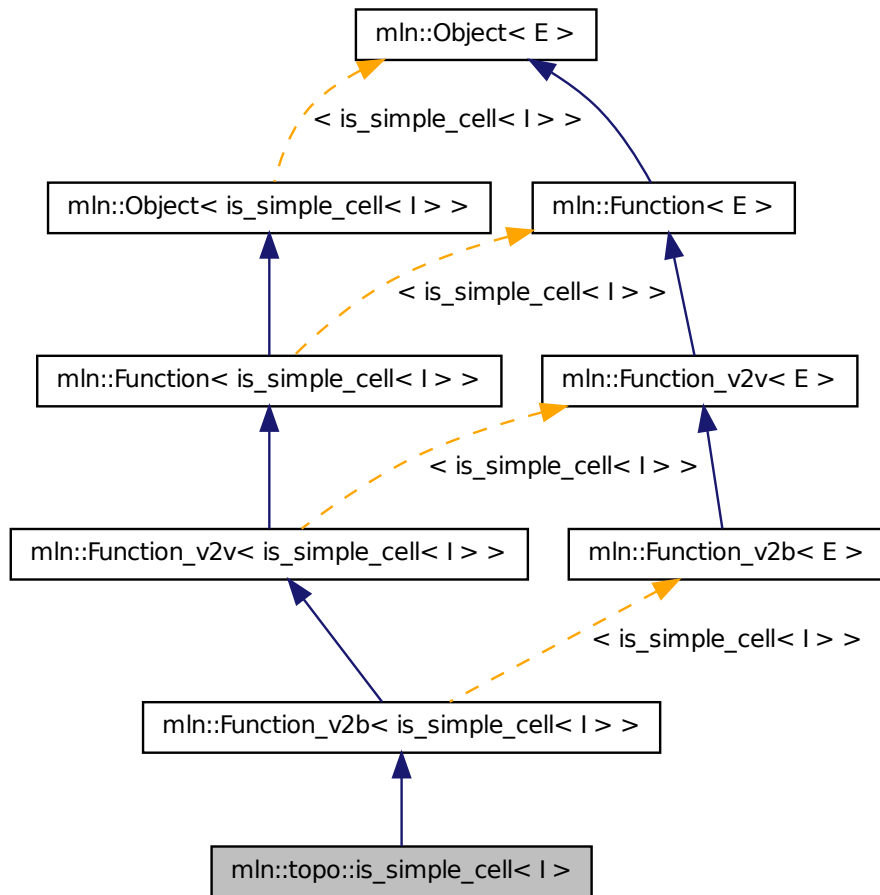 mln::Object< E >
< is_simple_cell< I > >
mln::Object< is_simple_cell< I > >
mln::Function< E >
< is_simple_cell< I > >
mln::Function< is_simple_cell< I > >
mln::Function_v2v< E >
< is_simple_cell< I > >
mln::Function_v2v< is_simple_cell< I > >
mln::Function_v2b< E >
< is_simple_cell< I > >
mln::Function_v2b< is_simple_cell< I > >
mln::topo::is_simple_cell< I >